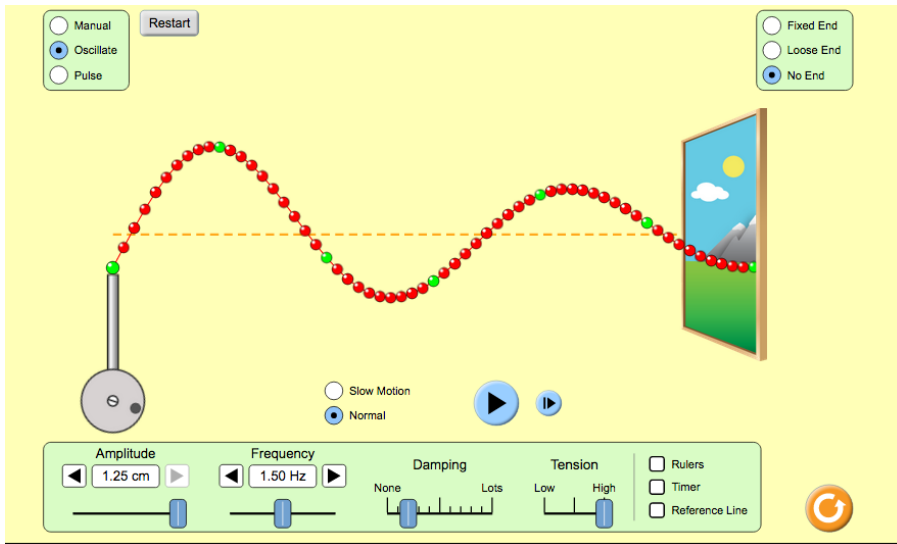 Manual
Oscillate
Pulse
Restart
Fixed End
Loose End
No End
Slow Motion
Normal
Amplitude
1.25 cm
Frequency
1.50 Hz
Damping
None
Lots
Tension
Low
High
Rulers
Timer
Reference Line